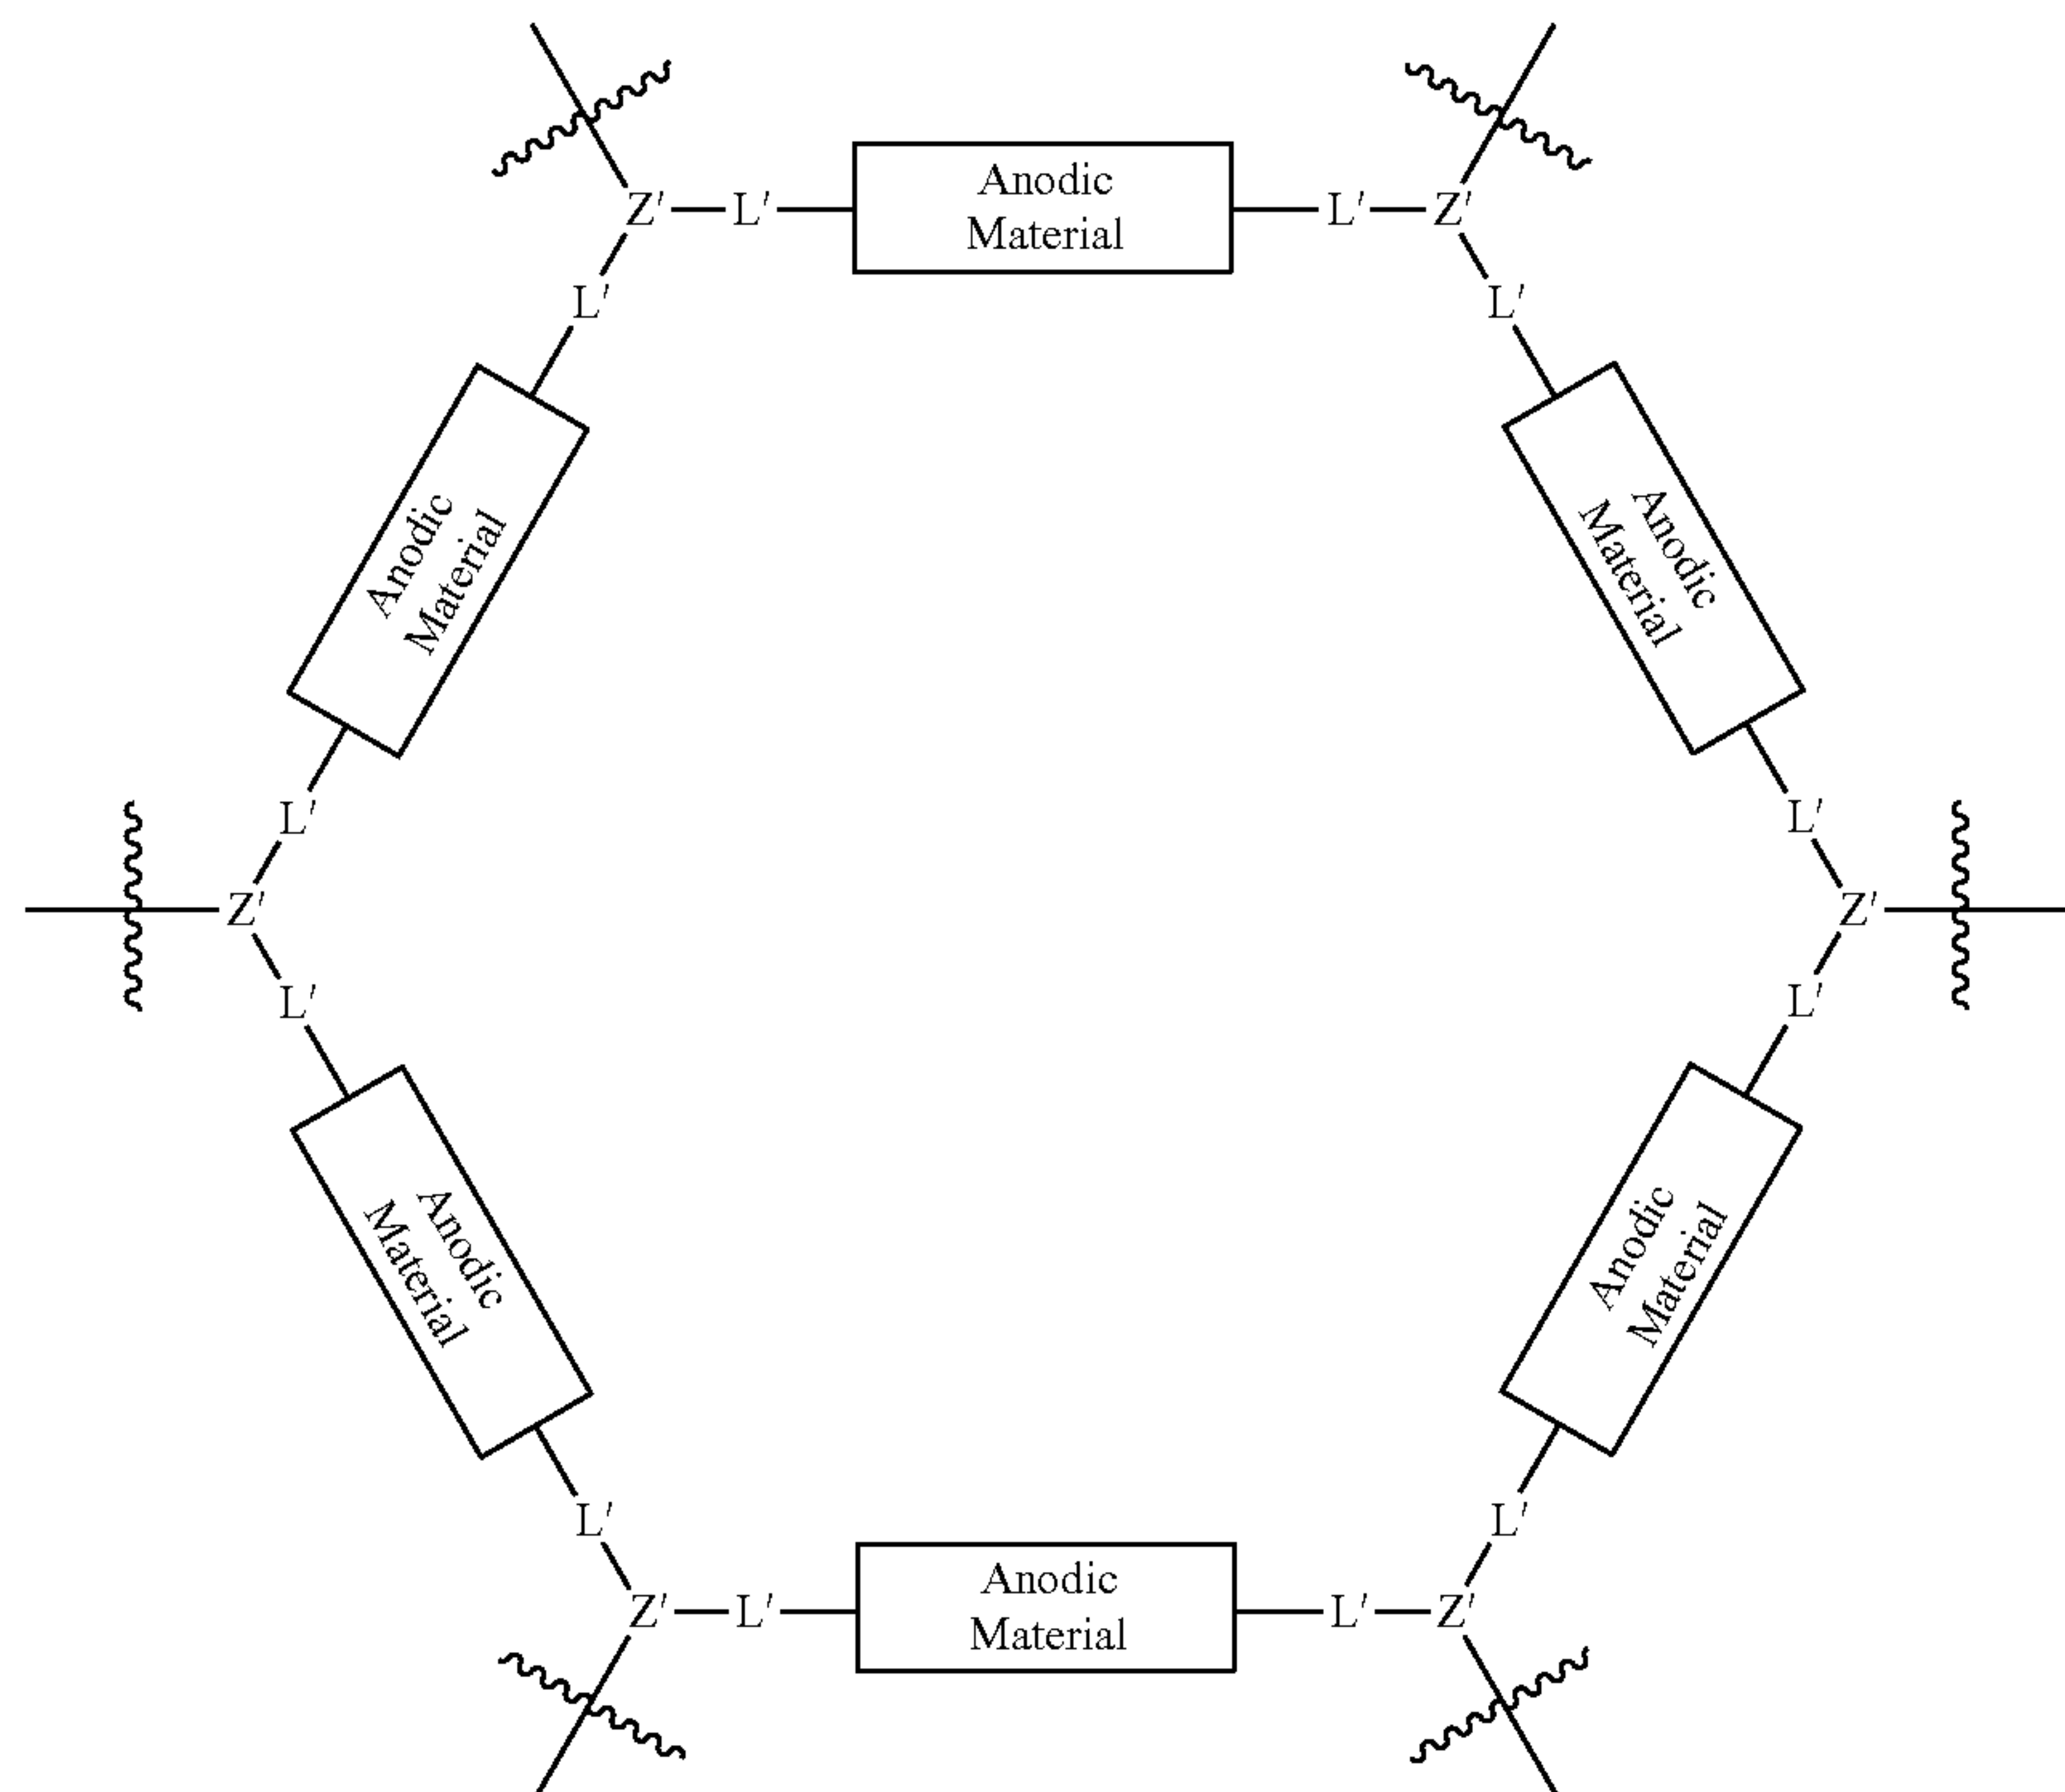 Z' L' Anodic L' Z'
Material
L' L'
Anodic Anodic
Material Material
L' L'
Z' Z'
L' L'
Anodic Anodic
Material Material
L' L'
Z' L' Anodic L' Z'
Material